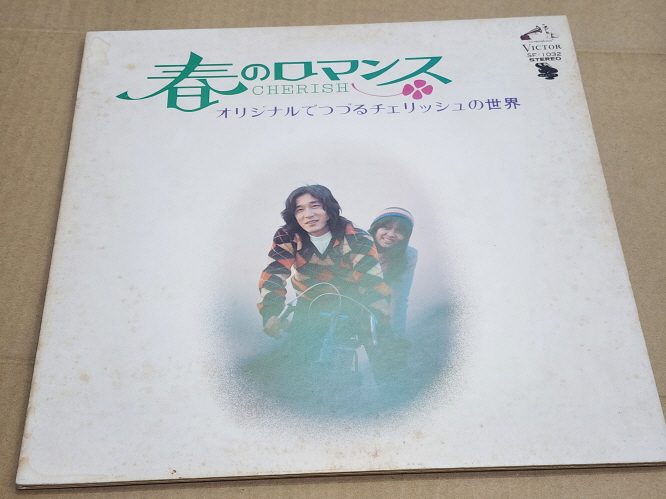 春のロマンス
CHERISH
オリジナルでつづるチェリッシュの世界
VICTOR
SF-1032
STEREO